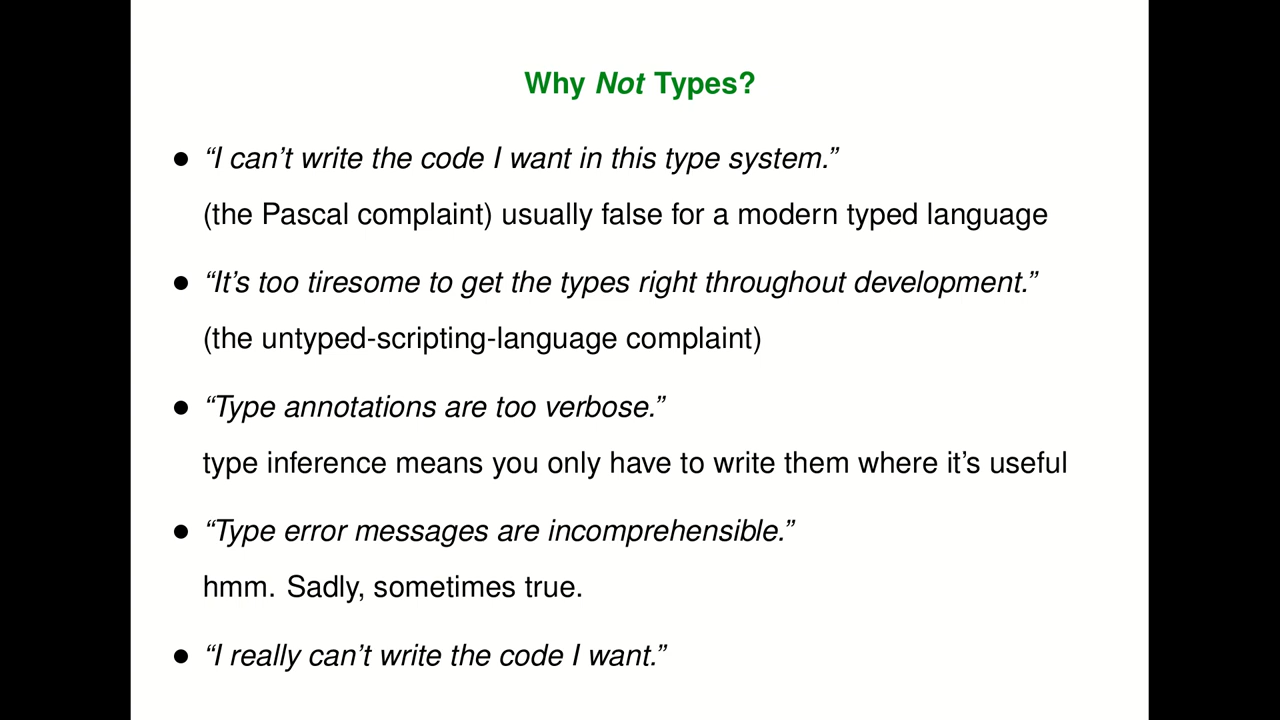 Why Not Types?
● “I can’t write the code I want in this type system.”
(the Pascal complaint) usually false for a modern typed language
● “It’s too tiresome to get the types right throughout development.”
(the untyped-scripting-language complaint)
● “Type annotations are too verbose.”
type inference means you only have to write them where it’s useful
● “Type error messages are incomprehensible.”
hmm. Sadly, sometimes true.
● “I really can’t write the code I want.”